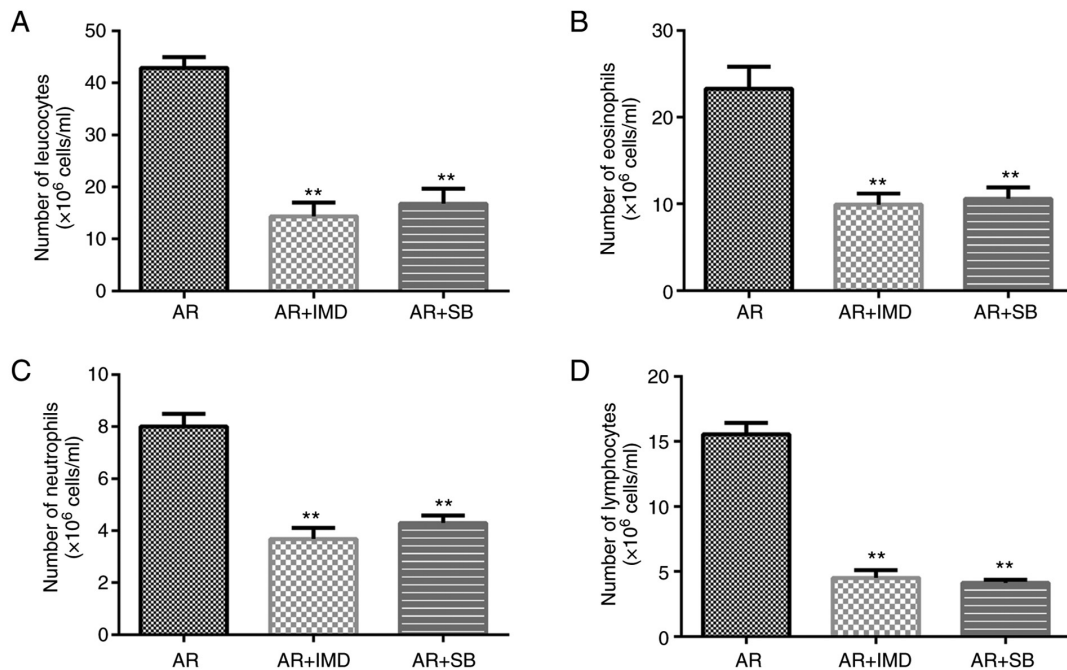 A
Number of leucocytes
(×10⁶ cells/ml)
50
40
30
20
10
0
**
**
AR
AR+IMD
AR+SB
B
Number of eosinophils
(×10⁶ cells/ml)
30
20
10
0
**
**
AR
AR+IMD
AR+SB
C
Number of neutrophils
(×10⁶ cells/ml)
10
8
6
4
2
0
**
**
AR
AR+IMD
AR+SB
D
Number of lymphocytes
(×10⁶ cells/ml)
20
15
10
5
0
**
**
AR
AR+IMD
AR+SB